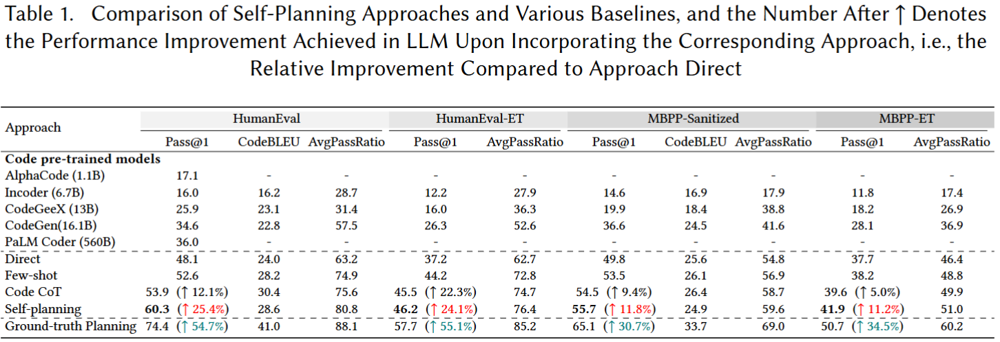 Table 1. Comparison of Self-Planning Approaches and Various Baselines, and the Number After ↑ Denotes
the Performance Improvement Achieved in LLM Upon Incorporating the Corresponding Approach, i.e., the
Relative Improvement Compared to Approach Direct
Approach HumanEval HumanEval-ET MBPP-Sanitized MBPP-ET
Pass@1 CodeBLEU AvgPassRatio Pass@1 AvgPassRatio Pass@1 CodeBLEU AvgPassRatio Pass@1 AvgPassRatio
Code pre-trained models
AlphaCode (1.1B) 17.1 - - - - - - - - -
Incoder (6.7B) 16.0 16.2 28.7 12.2 27.9 14.6 16.9 17.9 11.8 17.4
CodeGeeX (13B) 25.9 23.1 31.4 16.0 36.3 19.9 18.4 38.8 18.2 26.9
CodeGen(16.1B) 34.6 22.8 57.5 26.3 52.6 36.6 24.5 41.6 28.1 36.9
PaLM Coder (560B) 36.0 - - - - - - - - -
Direct 48.1 24.0 63.2 37.2 62.7 49.8 25.6 54.8 37.7 46.4
Few-shot 52.6 28.2 74.9 44.2 72.8 53.5 26.1 56.9 38.2 48.8
Code CoT 53.9 (↑ 12.1%) 30.4 75.6 45.5 (↑ 22.3%) 74.7 54.5 (↑ 9.4%) 26.4 58.7 39.6 (↑ 5.0%) 49.9
Self-planning 60.3 (↑ 25.4%) 28.6 80.8 46.2 (↑ 24.1%) 76.4 55.7 (↑ 11.8%) 24.9 59.6 41.9 (↑ 11.2%) 51.0
Ground-truth Planning 74.4 (↑ 54.7%) 41.0 88.1 57.7 (↑ 55.1%) 85.2 65.1 (↑ 30.7%) 33.7 69.0 50.7 (↑ 34.5%) 60.2